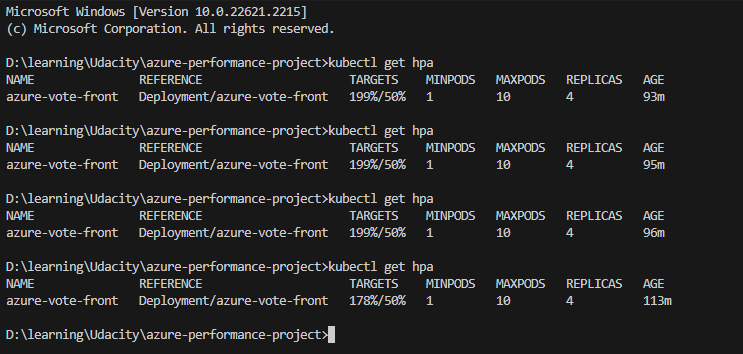 Microsoft Windows [Version 10.0.22621.2215]
(c) Microsoft Corporation. All rights reserved.
D:\learning\Udacity\azure-performance-project>kubectl get hpa
NAME REFERENCE TARGETS MINPODS MAXPODS REPLICAS AGE
azure-vote-front Deployment/azure-vote-front 199%/50% 1 10 4 93m
D:\learning\Udacity\azure-performance-project>kubectl get hpa
NAME REFERENCE TARGETS MINPODS MAXPODS REPLICAS AGE
azure-vote-front Deployment/azure-vote-front 199%/50% 1 10 4 95m
D:\learning\Udacity\azure-performance-project>kubectl get hpa
NAME REFERENCE TARGETS MINPODS MAXPODS REPLICAS AGE
azure-vote-front Deployment/azure-vote-front 199%/50% 1 10 4 96m
D:\learning\Udacity\azure-performance-project>kubectl get hpa
NAME REFERENCE TARGETS MINPODS MAXPODS REPLICAS AGE
azure-vote-front Deployment/azure-vote-front 178%/50% 1 10 4 113m
D:\learning\Udacity\azure-performance-project>